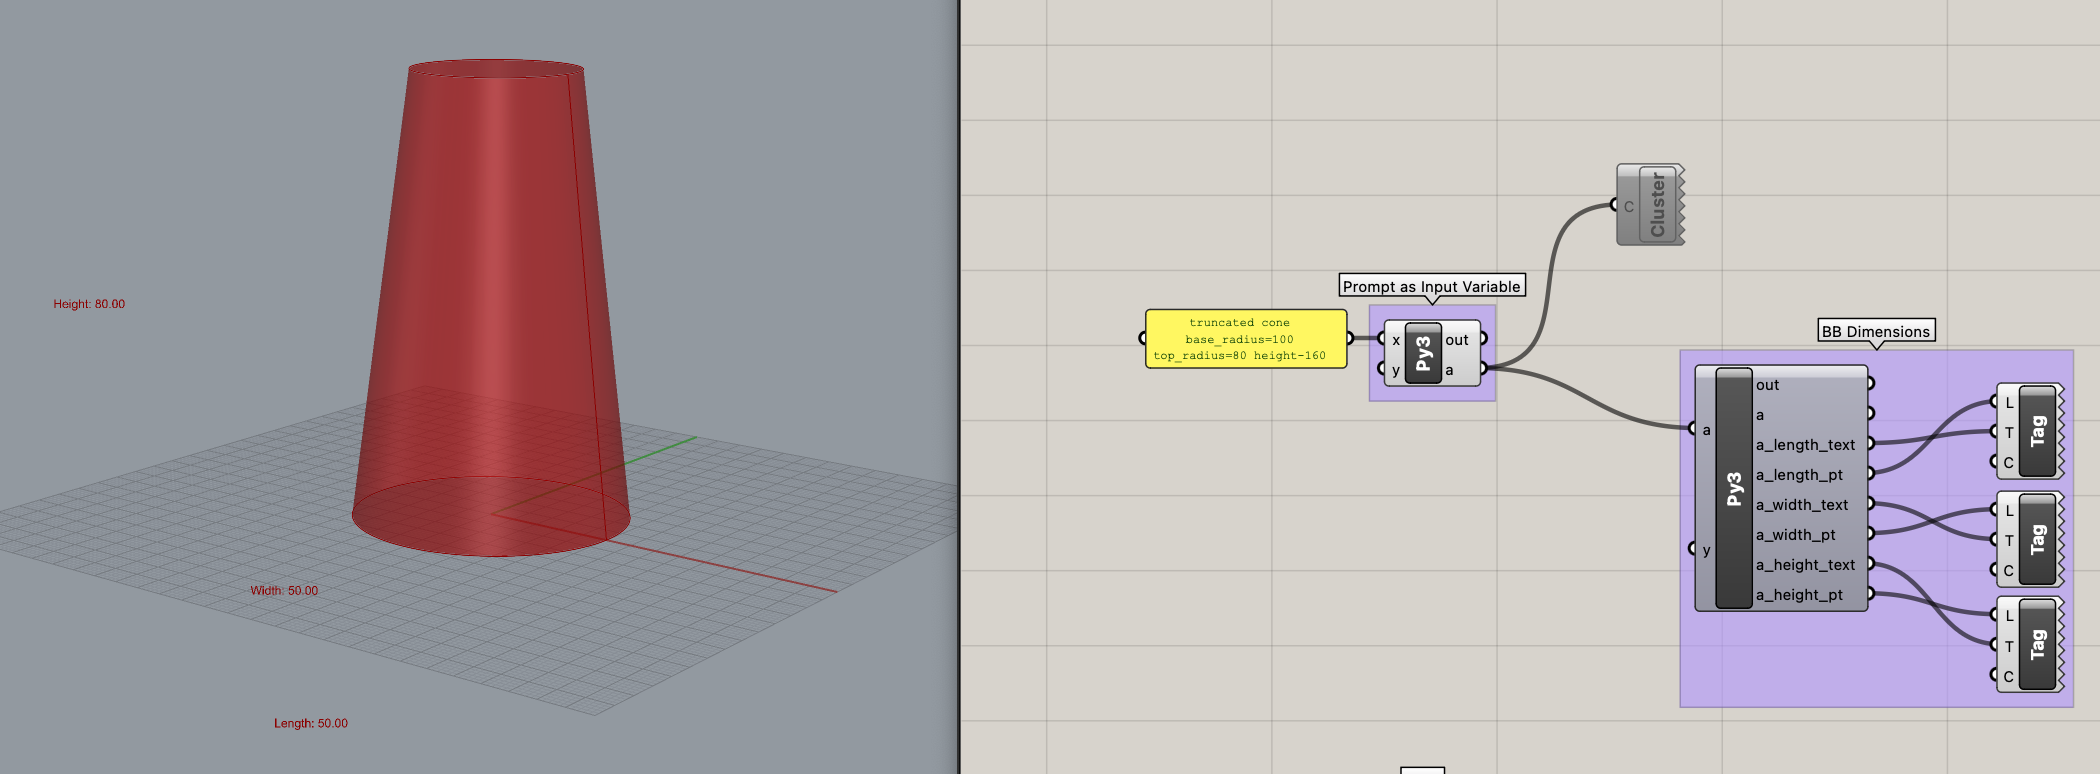 Height: 80.00
Width: 50.00
Length: 50.00
Cluster
C
Prompt as Input Variable
truncated cone
base_radius=100
top_radius=80 height-160
x
y
Py3
out
a
BB Dimensions
a
y
Py3
out
a
a_length_text
a_length_pt
a_width_text
a_width_pt
a_height_text
a_height_pt
L
T
C
Tag
L
T
C
Tag
L
T
C
Tag